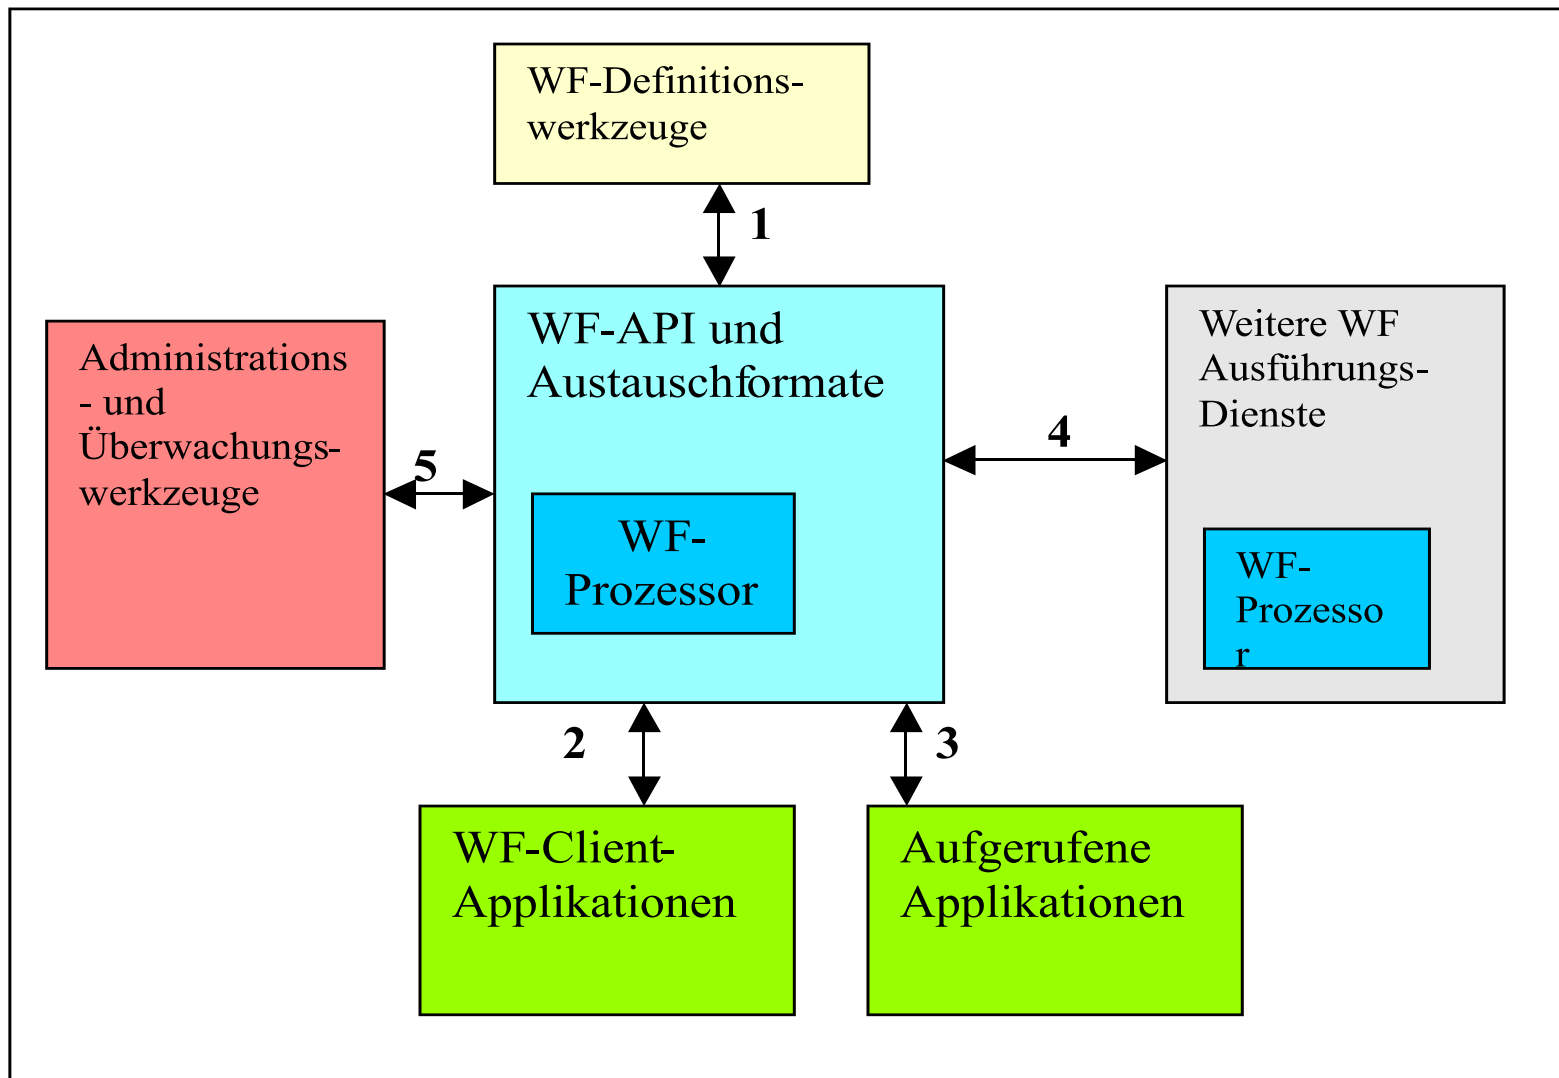 WF-Definitions-
werkzeuge
1
WF-API und
Austauschformate
Weitere WF
Ausführungs-
Dienste
Administrations
- und
Überwachungs-
werkzeuge
5
4
WF-
Prozessor
WF-
Prozesso
r
2
3
WF-Client-
Applikationen
Aufgerufene
Applikationen